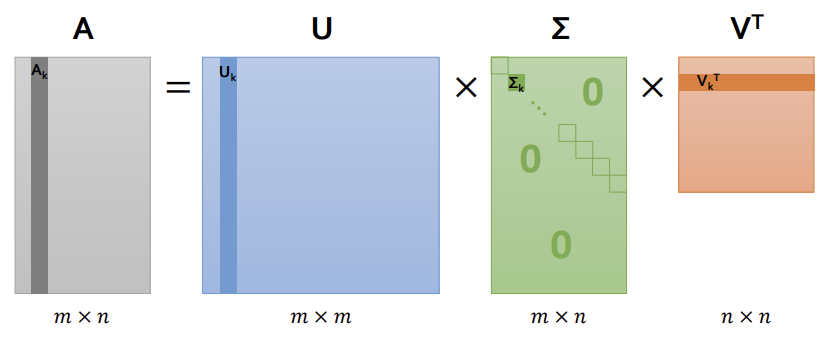 A U Σ Vᵀ
Aₖ = Uₖ × Σₖ 0 × Vₖᵀ
⋱
0
0
m × n m × m m × n n × n